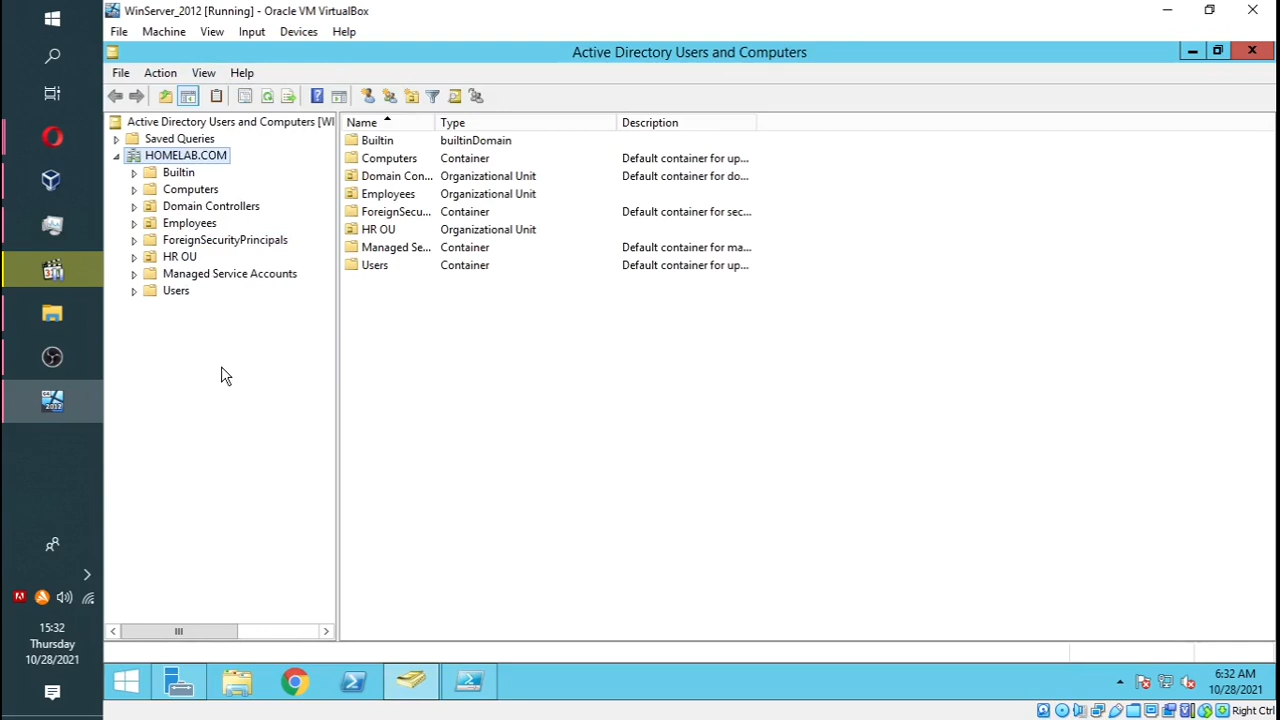 WinServer_2012 [Running] - Oracle VM VirtualBox
File Machine View Input Devices Help
Active Directory Users and Computers
File Action View Help
Active Directory Users and Computers [WI
Saved Queries
HOMELAB.COM
Builtin
Computers
Domain Controllers
Employees
ForeignSecurityPrincipals
HR OU
Managed Service Accounts
Users
Name Type Description
Builtin builtinDomain
Computers Container Default container for up...
Domain Con... Organizational Unit Default container for do...
Employees Organizational Unit
ForeignSecu... Container Default container for sec...
HR OU Organizational Unit
Managed Se... Container Default container for ma...
Users Container Default container for up...
15:32
Thursday
10/28/2021
6:32 AM
10/28/2021
Right Ctrl